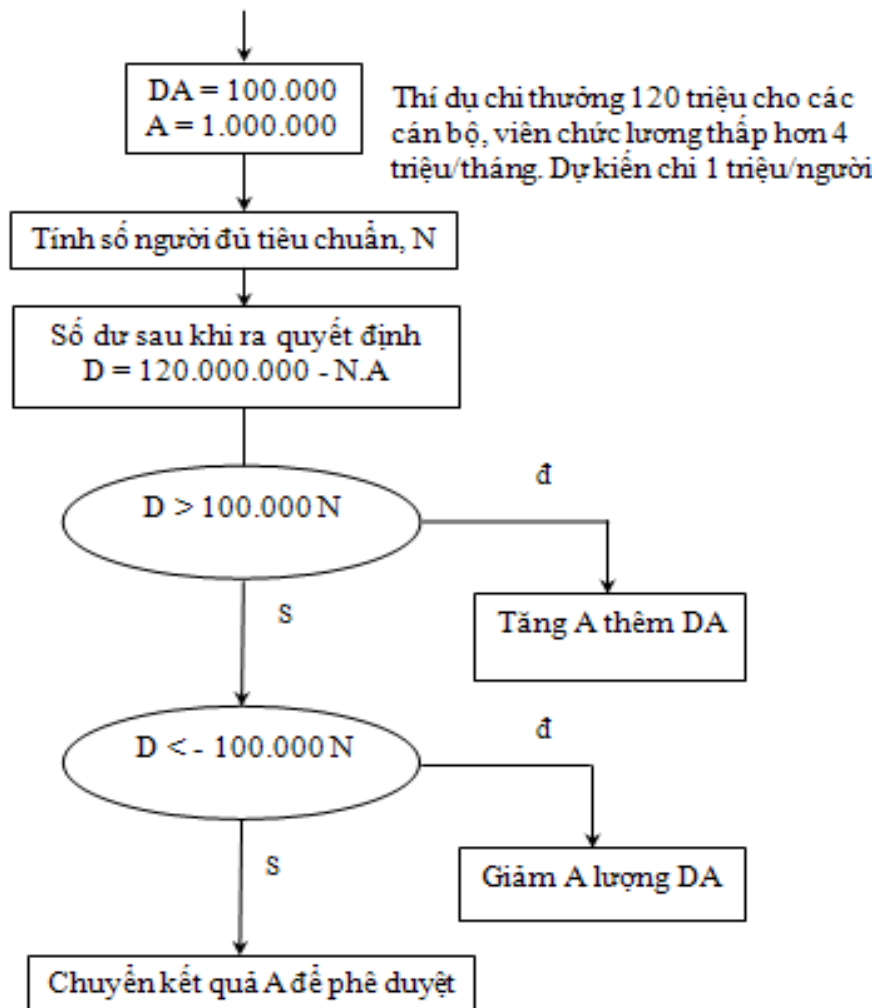 DA = 100.000
A = 1.000.000
Thí dụ chi thưởng 120 triệu cho các
cán bộ, viên chức lương thấp hơn 4
triệu/tháng. Dự kiến chi 1 triệu/người
Tính số người đủ tiêu chuẩn, N
Số dư sau khi ra quyết định
D = 120.000.000 - N.A
D > 100.000 N
đ
S
Tăng A thêm DA
D < - 100.000 N
đ
S
Giảm A lượng DA
Chuyển kết quả A để phê duyệt